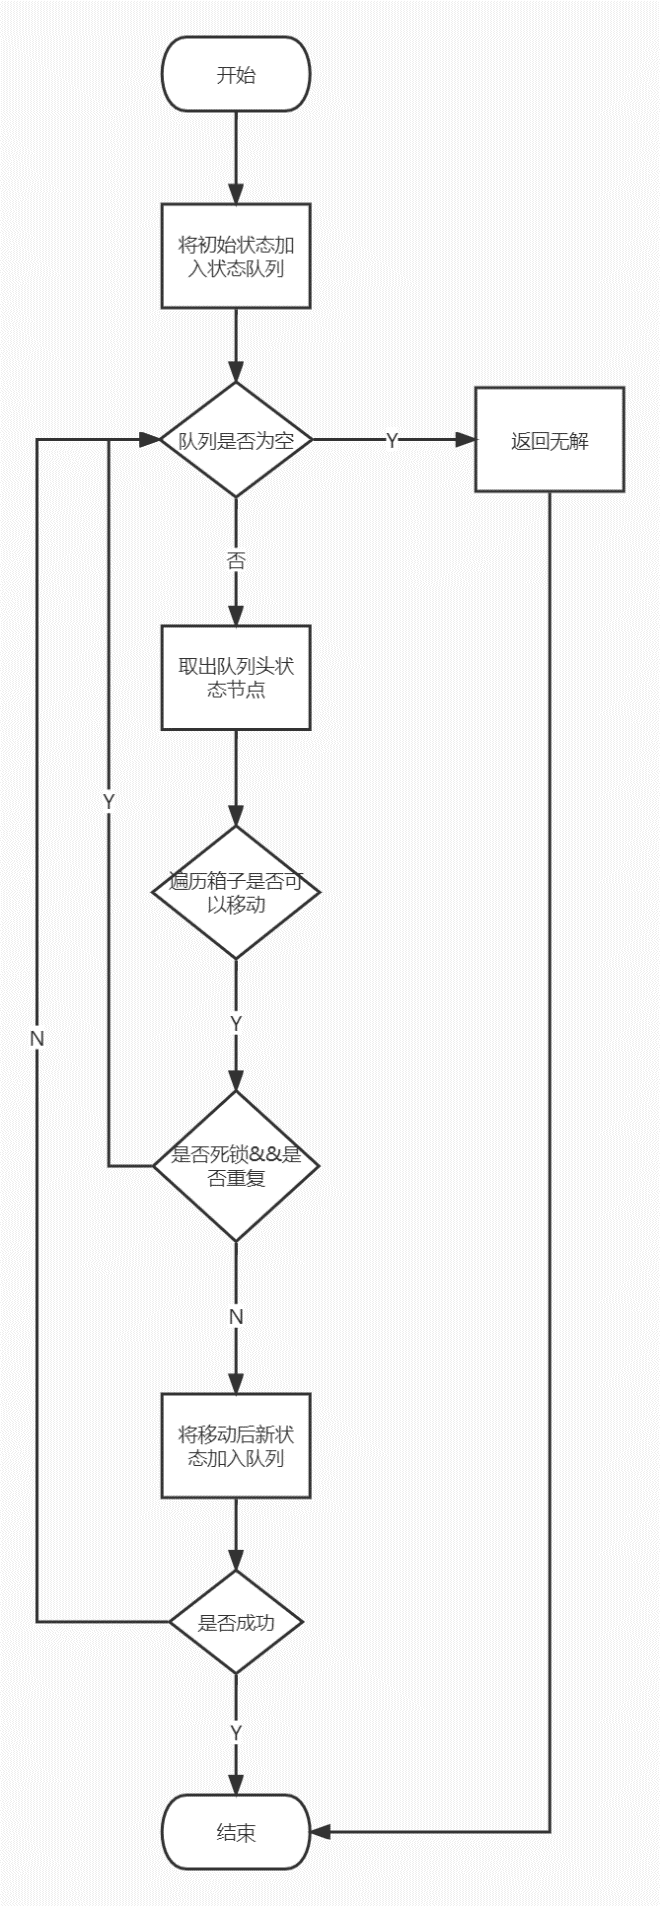 开始
将初始状态加
入状态队列
队列是否为空
Y
返回无解
否
取出队列头状
态节点
Y
遍历箱子是否可
以移动
Y
N
是否死锁&&是
否重复
N
将移动后新状
态加入队列
是否成功
Y
结束